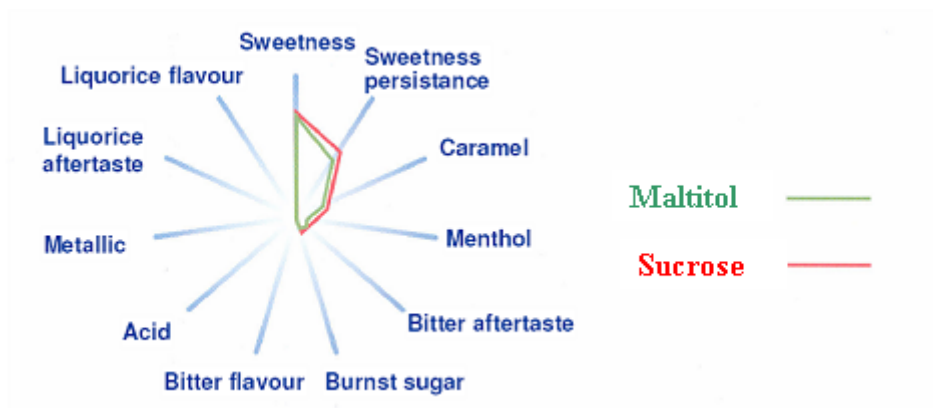 Sweetness
Sweetness
persistance
Liquorice flavour
Liquorice
aftertaste
Caramel
Maltitol
Metallic
Menthol
Sucrose
Acid
Bitter aftertaste
Bitter flavour
Burnst sugar